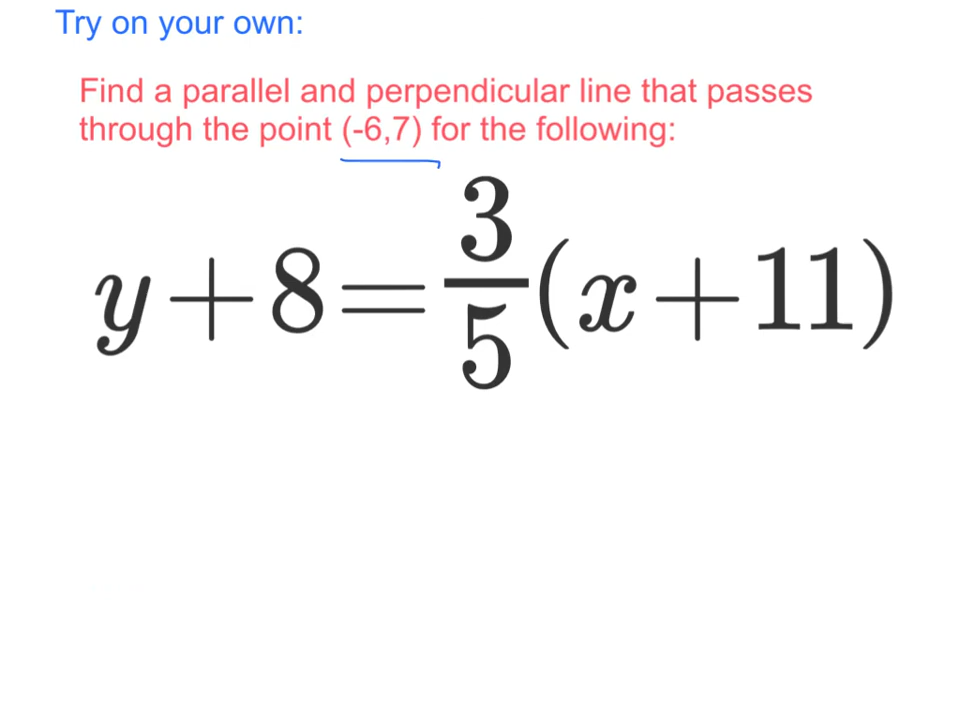 Try on your own:
Find a parallel and perpendicular line that passes
through the point (-6,7) for the following:
y+8=\frac{3}{5}(x+11)